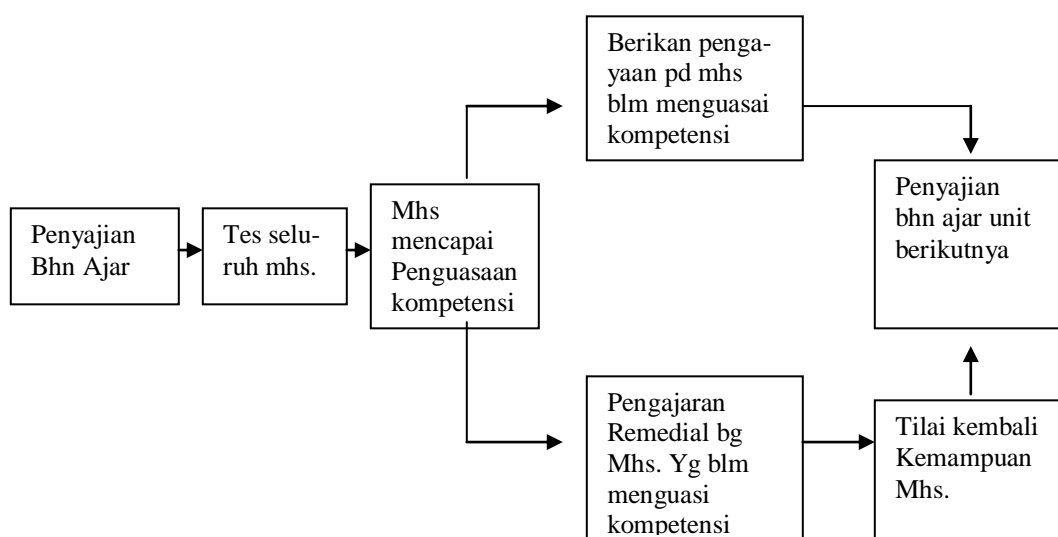 Penyajian
Bhn Ajar
Tes selu-
ruh mhs.
Mhs
mencapai
Penguasaan
kompetensi
Berikan penga-
yaan pd mhs
blm menguasai
kompetensi
Penyajian
bhn ajar unit
berikutnya
Pengajaran
Remedial bg
Mhs. Yg blm
menguasi
kompetensi
Tilai kembali
Kemampuan
Mhs.